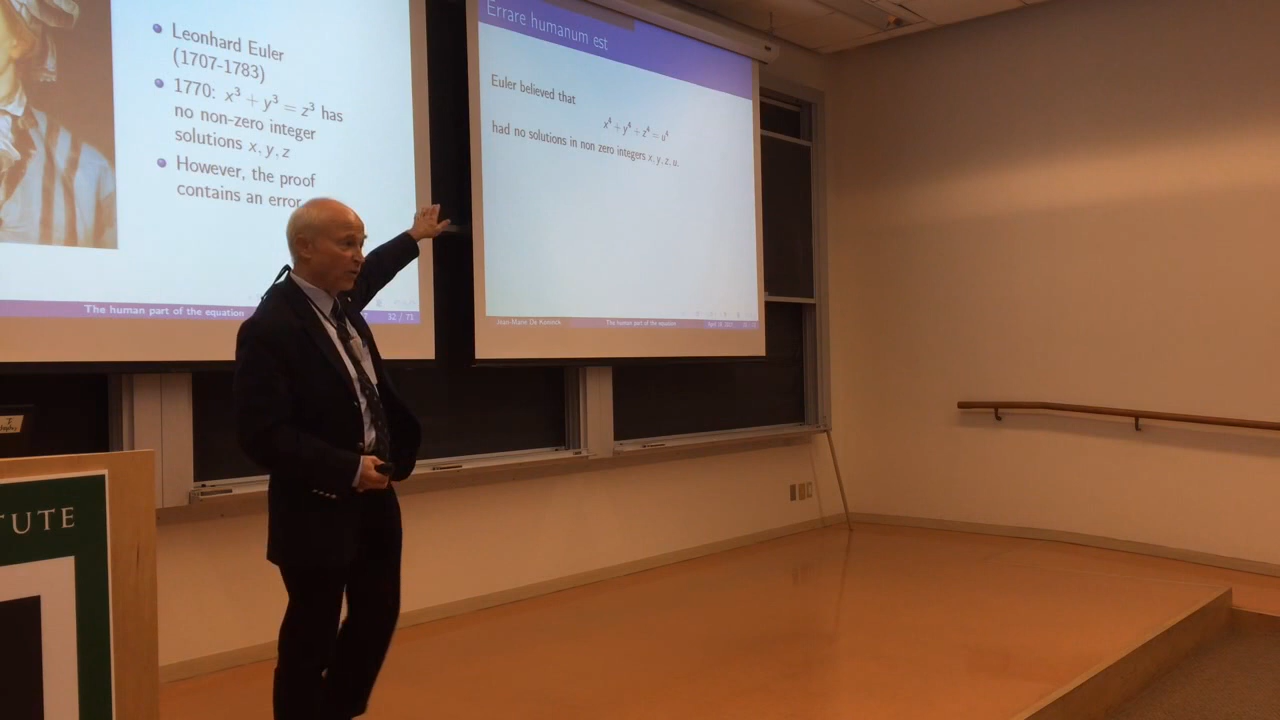 Leonhard Euler
(1707-1783)
1770: x³ + y³ = z³ has
no non-zero integer
solutions x, y, z
However, the proof
contains an error
The human part of the equation
32 / 71
Errare humanum est
Euler believed that
x⁴ + y⁴ + z⁴ = u⁴
had no solutions in non zero integers x, y, z, u.
Jean-Marie De Koninck
The human part of the equation
TUTE